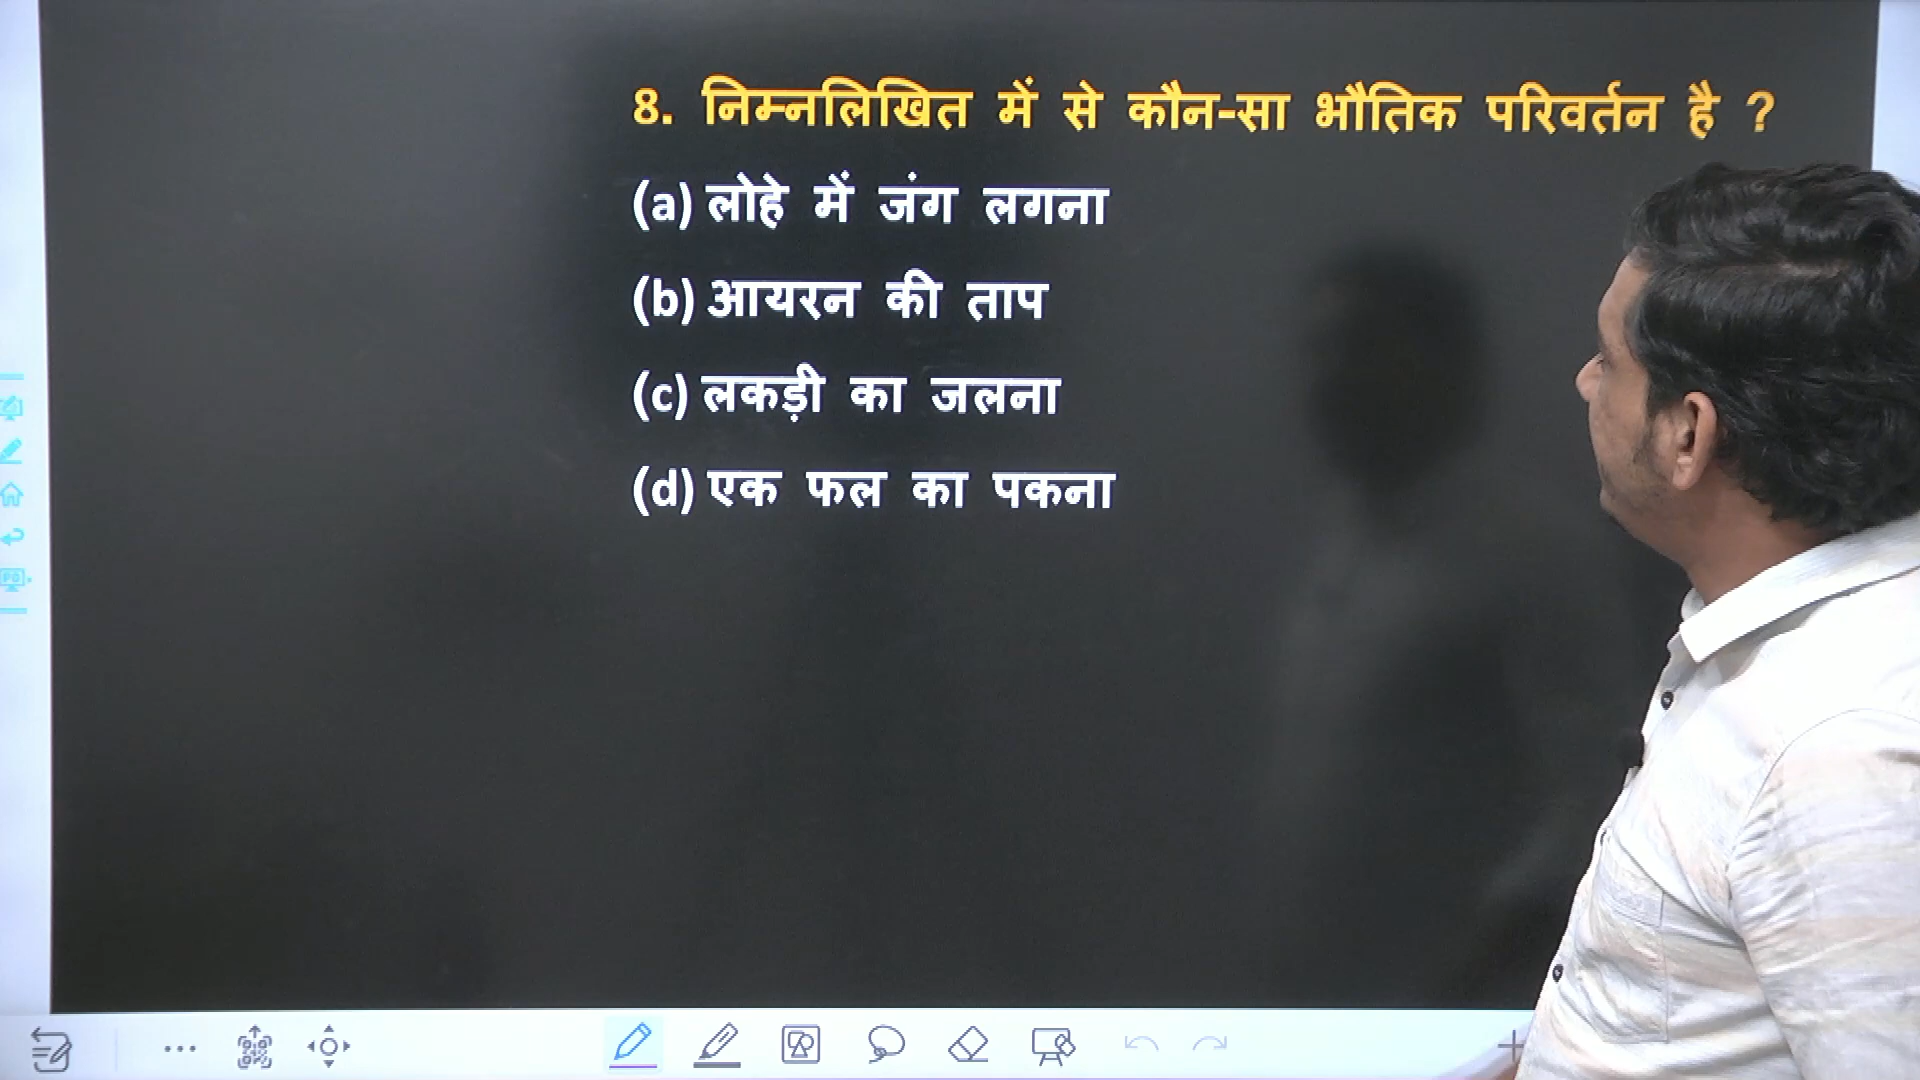 8. निम्नलिखित में से कौन-सा भौतिक परिवर्तन है ?
(a) लोहे में जंग लगना
(b) आयरन की ताप
(c) लकड़ी का जलना
(d) एक फल का पकना